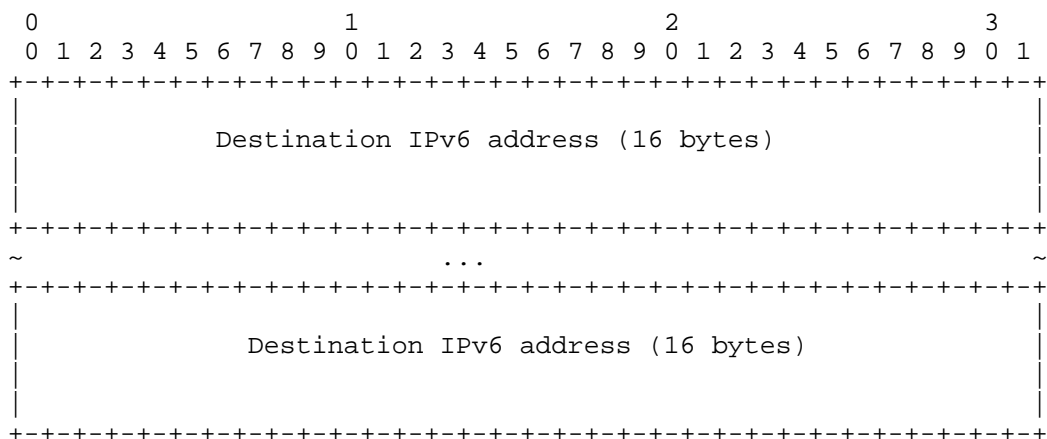 0                   1                   2                   3
 0 1 2 3 4 5 6 7 8 9 0 1 2 3 4 5 6 7 8 9 0 1 2 3 4 5 6 7 8 9 0 1
+-+-+-+-+-+-+-+-+-+-+-+-+-+-+-+-+-+-+-+-+-+-+-+-+-+-+-+-+-+-+-+-+
|                                                               |
|            Destination IPv6 address (16 bytes)                |
|                                                               |
|                                                               |
+-+-+-+-+-+-+-+-+-+-+-+-+-+-+-+-+-+-+-+-+-+-+-+-+-+-+-+-+-+-+-+-+
~                          ...                                  ~
+-+-+-+-+-+-+-+-+-+-+-+-+-+-+-+-+-+-+-+-+-+-+-+-+-+-+-+-+-+-+-+-+
|                                                               |
|              Destination IPv6 address (16 bytes)              |
|                                                               |
|                                                               |
+-+-+-+-+-+-+-+-+-+-+-+-+-+-+-+-+-+-+-+-+-+-+-+-+-+-+-+-+-+-+-+-+